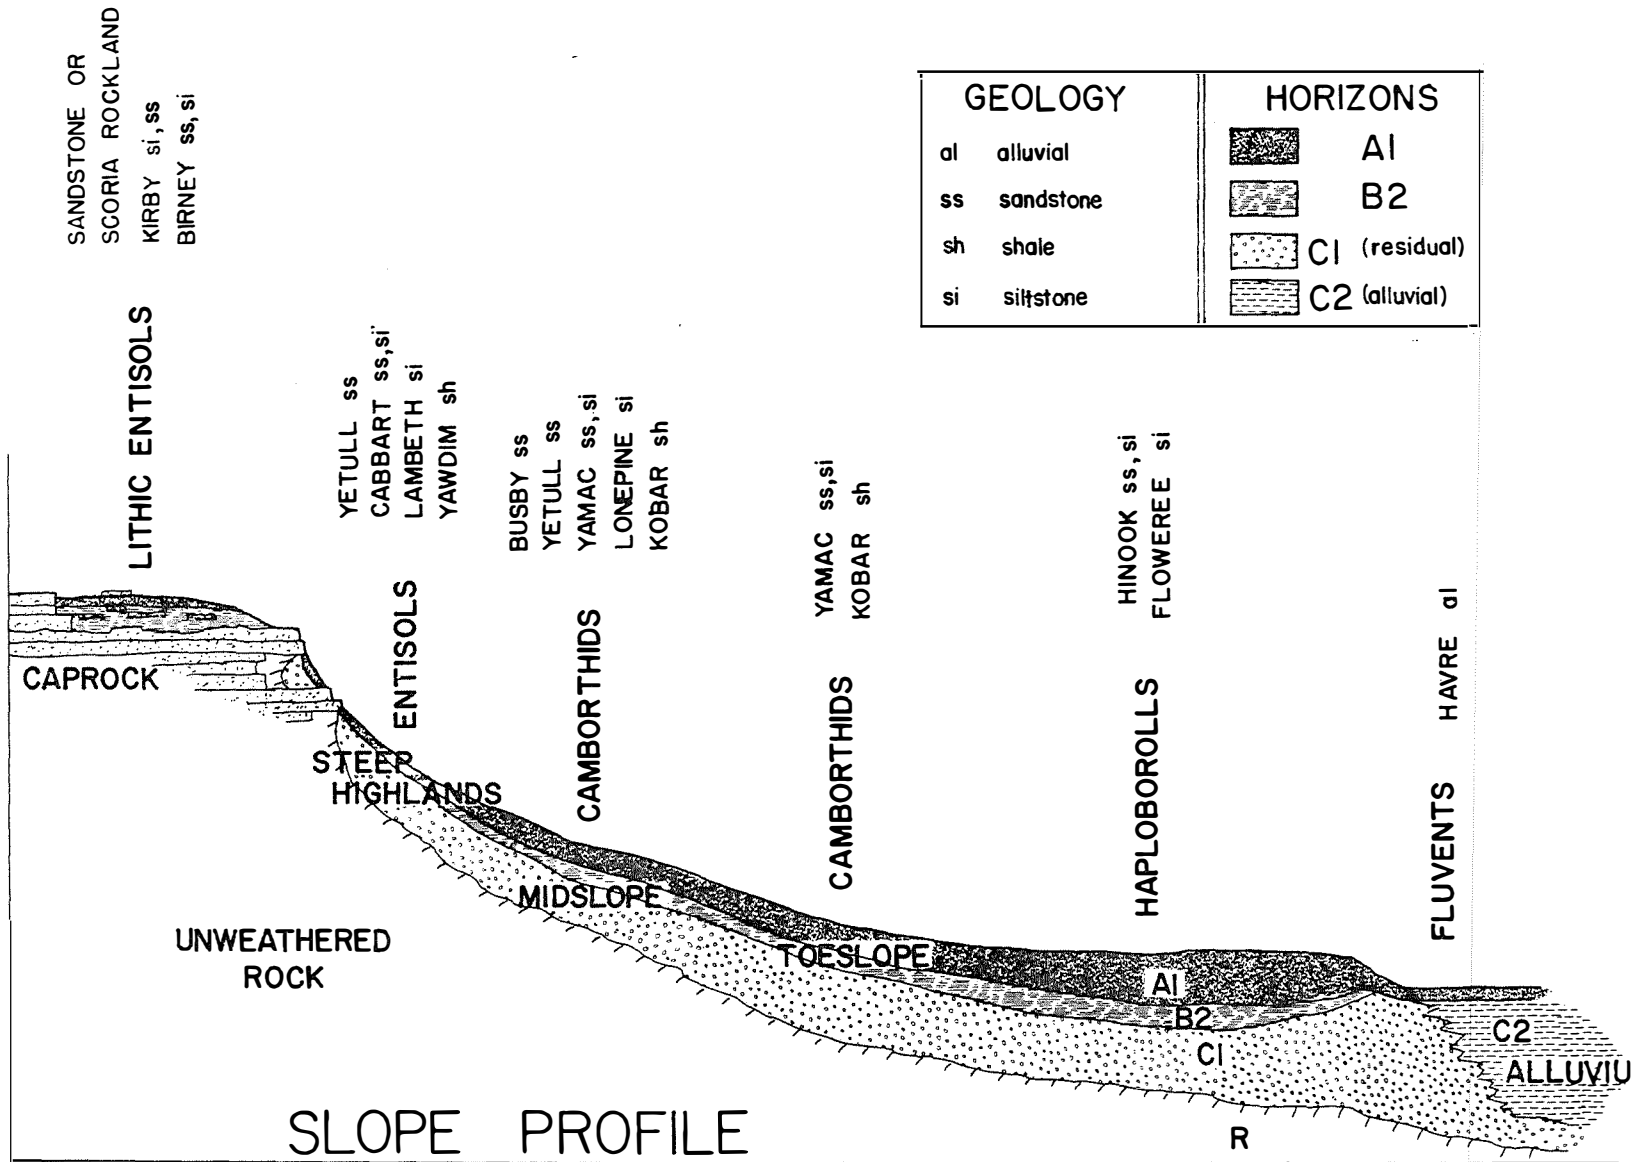 SANDSTONE OR
SCORIA ROCKLAND
KIRBY si,ss
BIRNEY ss,si
LITHIC ENTISOLS
YETULL ss
CABBART ss,si
LAMBETH si
YAWDIM sh
ENTISOLS
BUSBY ss
YETULL ss
YAMAC ss,si
LONEPINE si
KOBAR sh
CAMBORTHIDS
YAMAC ss,si
KOBAR sh
CAMBORTHIDS
HINOOK ss,si
FLOWEREE si
HAPLOBOROLLS
HAVRE al
FLUVENTS
GEOLOGY
al alluvial
ss sandstone
sh shale
si siltstone
HORIZONS
A1
B2
C1 (residual)
C2 (alluvial)
CAPROCK
STEEP
HIGHLANDS
MIDSLOPE
TOESLOPE
UNWEATHERED
ROCK
A1
B2
C1
C2
ALLUVIU
R
SLOPE PROFILE